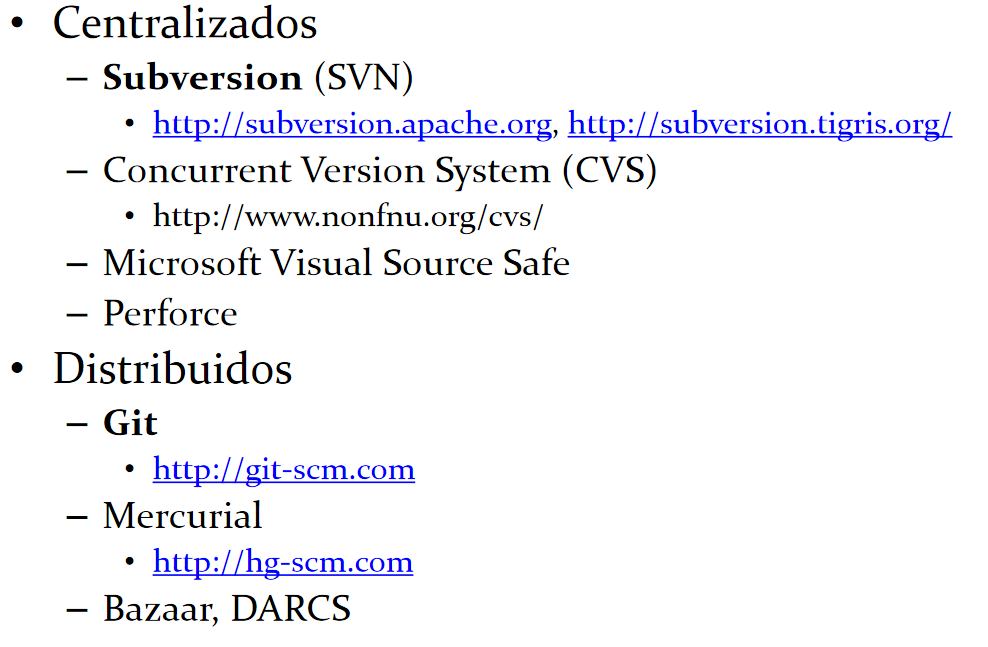 • Centralizados
– Subversion (SVN)
• http://subversion.apache.org, http://subversion.tigris.org/
– Concurrent Version System (CVS)
• http://www.nonfnu.org/cvs/
– Microsoft Visual Source Safe
– Perforce
• Distribuidos
– Git
• http://git-scm.com
– Mercurial
• http://hg-scm.com
– Bazaar, DARCS